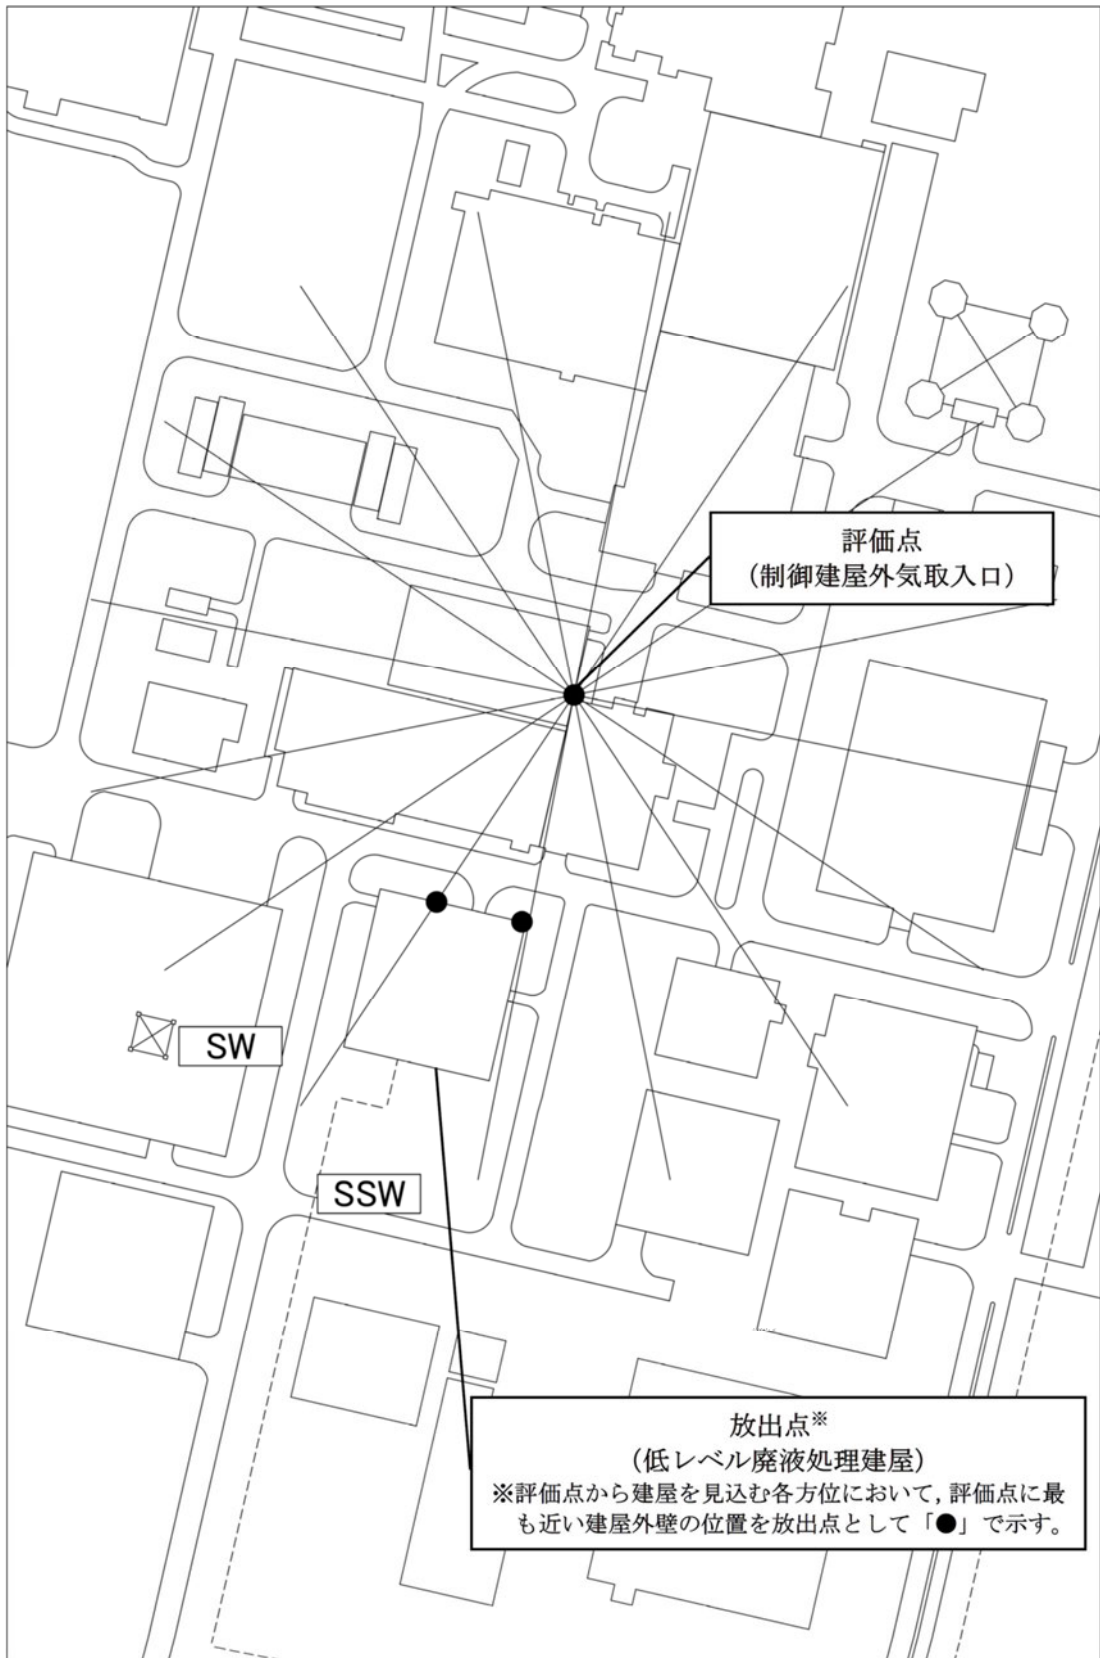 評価点
（制御建屋外気取入口）
SW
SSW
放出点※
（低レベル廃液処理建屋）
※評価点から建屋を見込む各方位において，評価点に最
も近い建屋外壁の位置を放出点として「●」で示す。